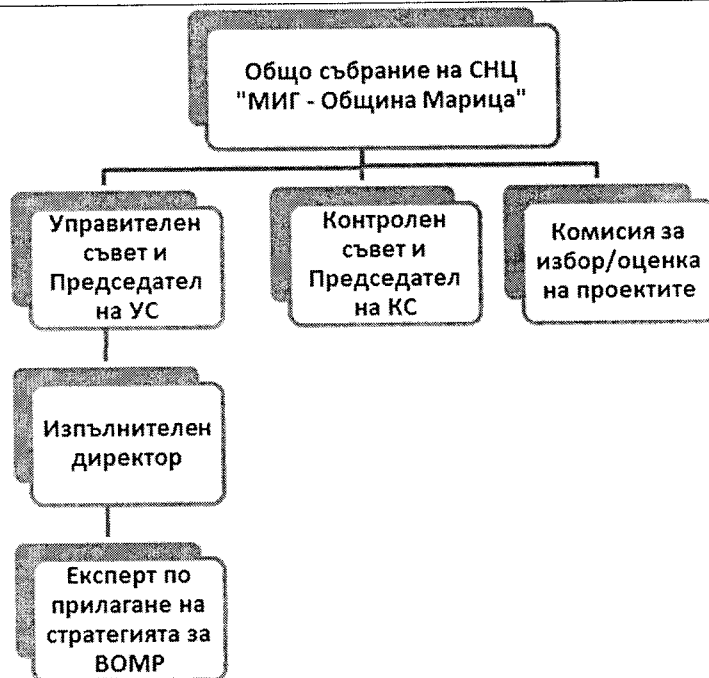 Общо събрание на СНЦ
"МИГ - Община Марица"
Управителен
съвет и
Председател
на УС
Контролен
съвет и
Председател
на КС
Комисия за
избор/оценка
на проектите
Изпълнителен
директор
Експерт по
прилагане на
стратегията за
ВОМР